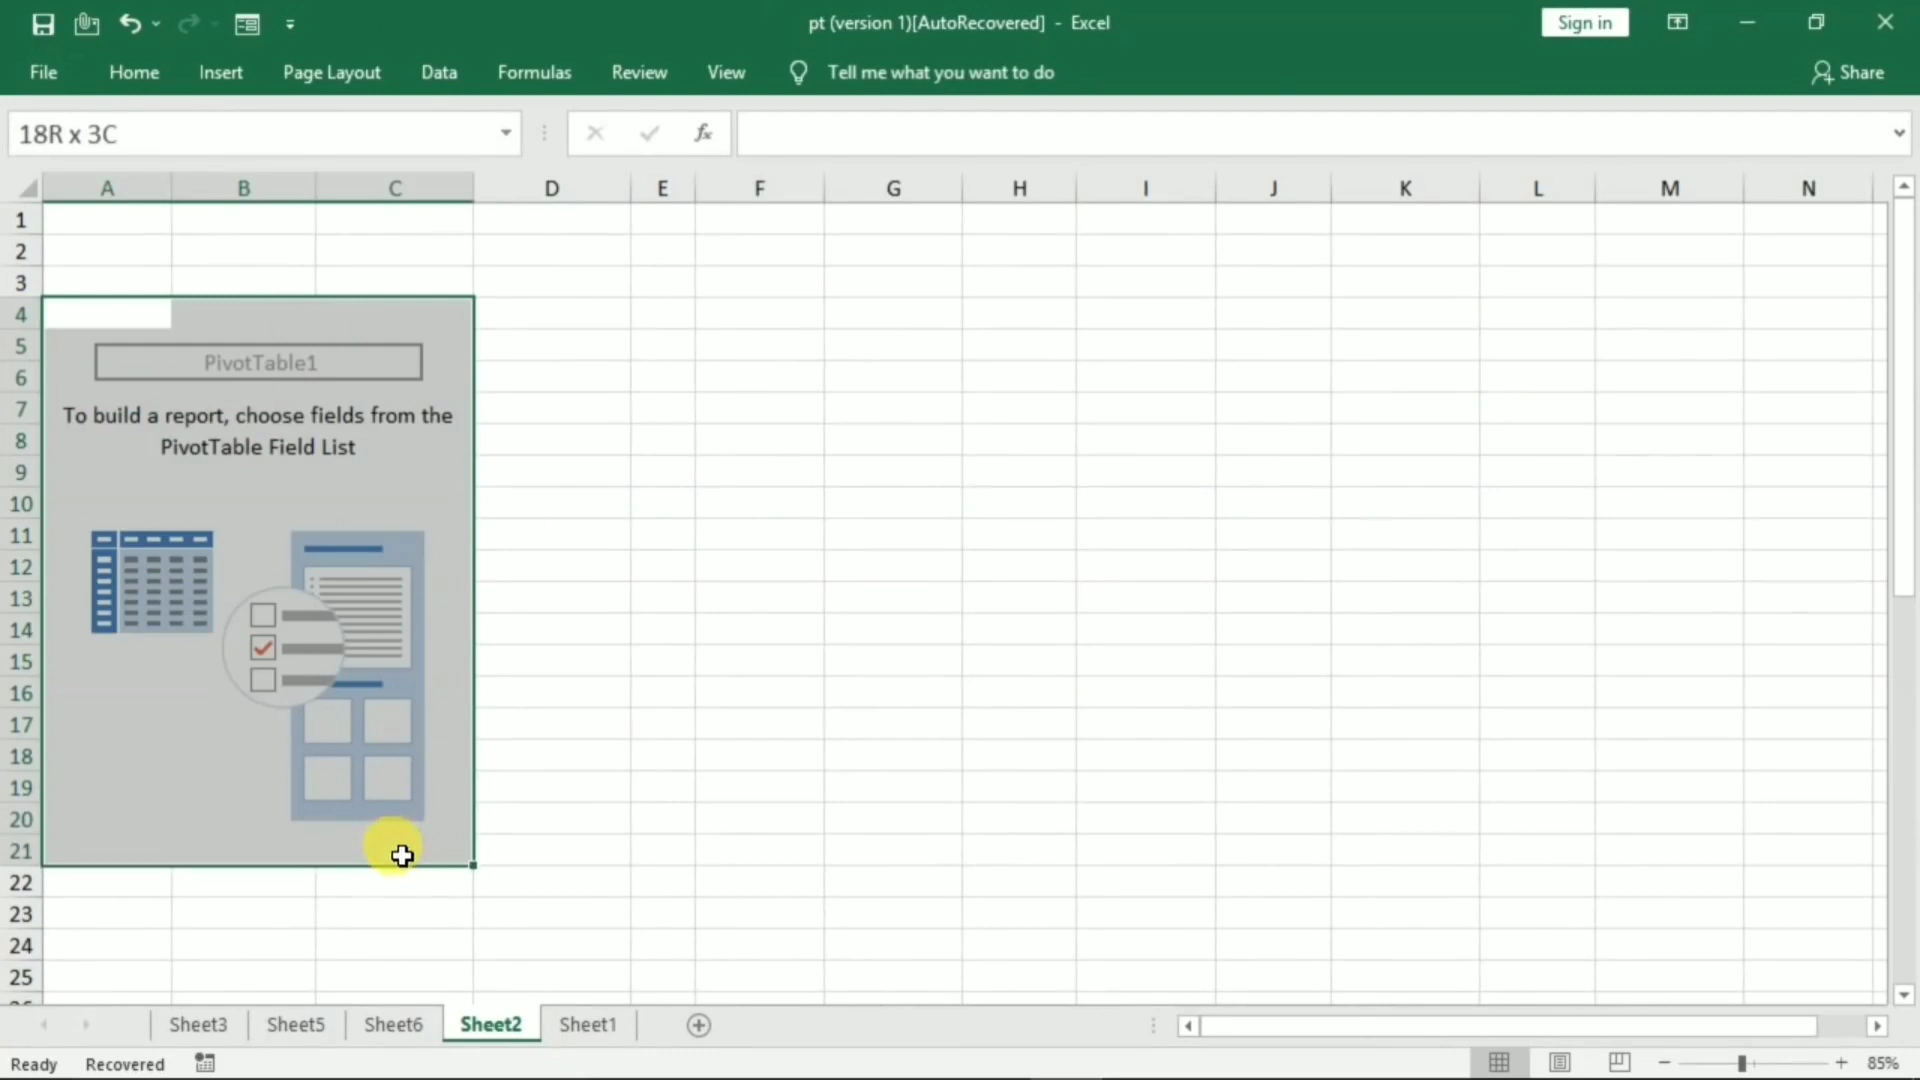 pt (version 1)[AutoRecovered] - Excel
Sign in
File Home Insert Page Layout Data Formulas Review View Tell me what you want to do Share
18R x 3C
fx
A B C D E F G H I J K L M N
1
2
3
4
5
PivotTable1
6
7
To build a report, choose fields from the
8
PivotTable Field List
9
10
11
12
13
14
15
16
17
18
19
20
21
22
23
24
25
Sheet3 Sheet5 Sheet6 Sheet2 Sheet1
Ready Recovered 85%